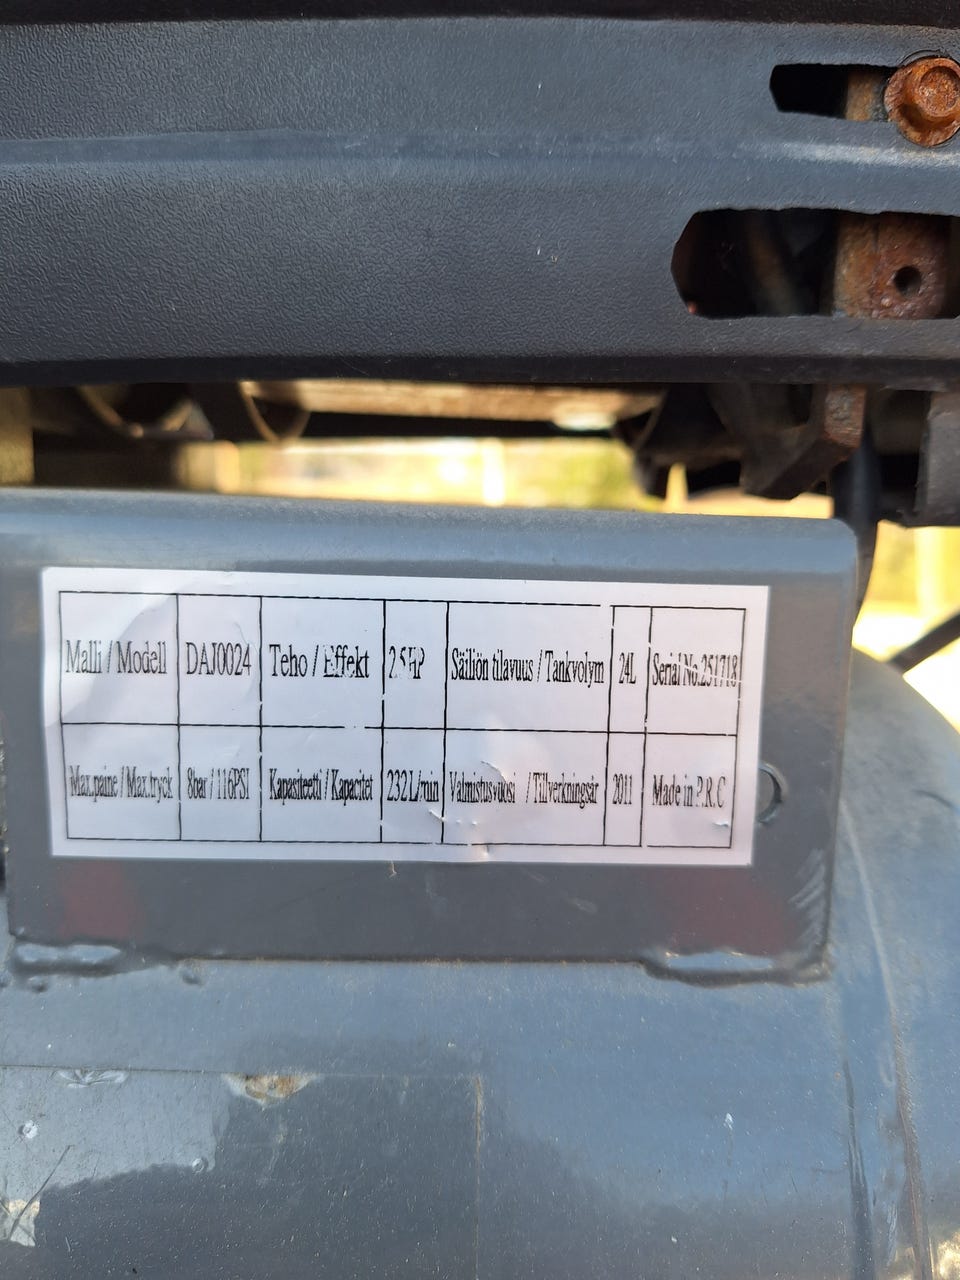 Malli / Modell DAJ0024 Teho / Effekt 2.5HP Säiliön tilavuus / Tankvolym 24L Serial No.251718
Max.paine / Max.tryck 8bar / 116PSI Kapasiteetti / Kapacitet 232L/min Valmistusvuosi / Tillverkningsår 2011 Made in P.R.C